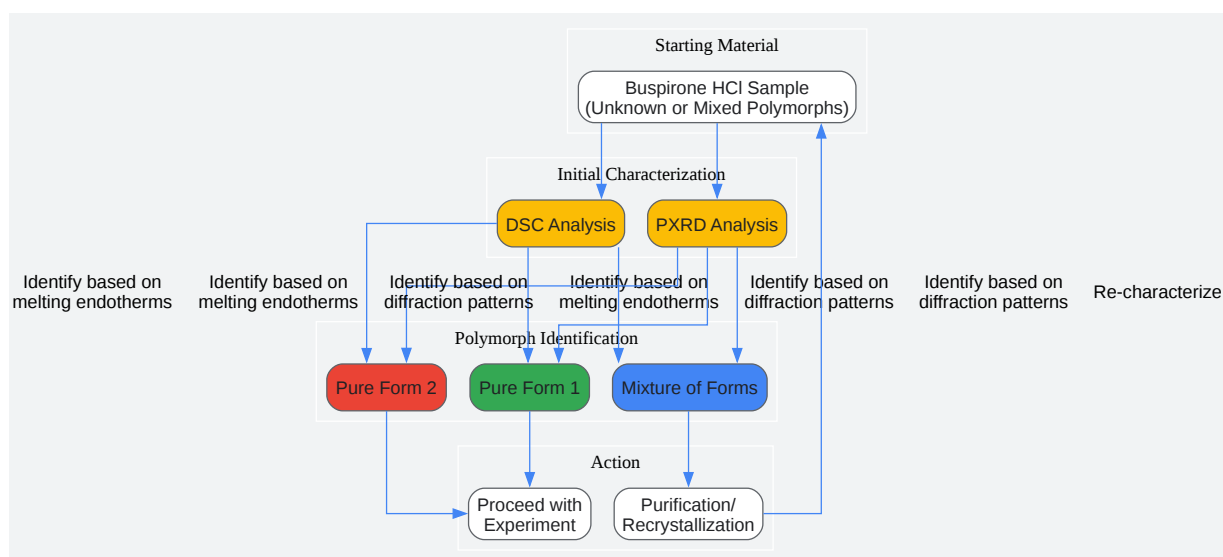 Starting Material
Buspirone HCl Sample
(Unknown or Mixed Polymorphs)
Initial Characterization
DSC Analysis
PXRD Analysis
Identify based on
melting endotherms
Identify based on
melting endotherms
Identify based on
diffraction patterns
Identify based on
melting endotherms
Identify based on
diffraction patterns
Identify based on
diffraction patterns
Re-characterize
Polymorph Identification
Pure Form 2
Pure Form 1
Mixture of Forms
Action
Proceed with
Experiment
Purification/
Recrystallization